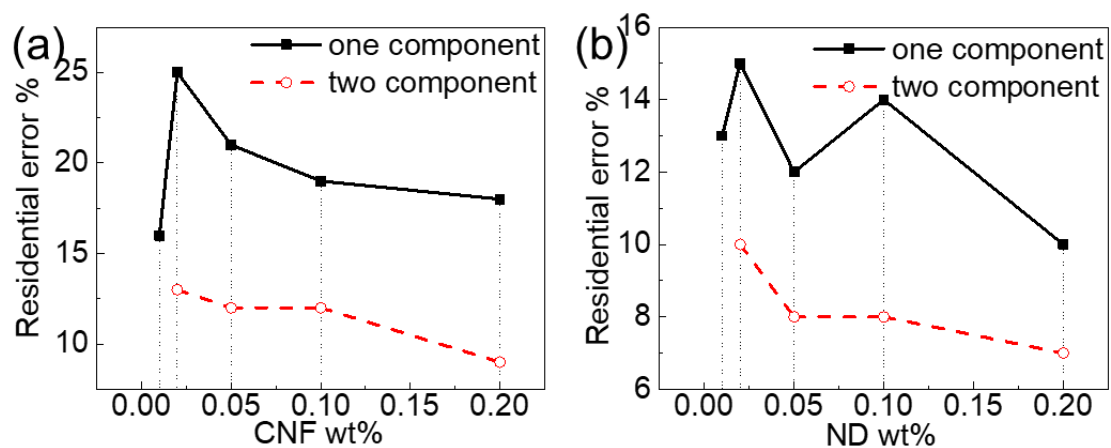 (a)
one component
two component
Residential error %
25
20
15
10
0.00 0.05 0.10 0.15 0.20
CNF wt%
(b)
one component
two component
Residential error %
16
14
12
10
8
6
0.00 0.05 0.10 0.15 0.20
ND wt%